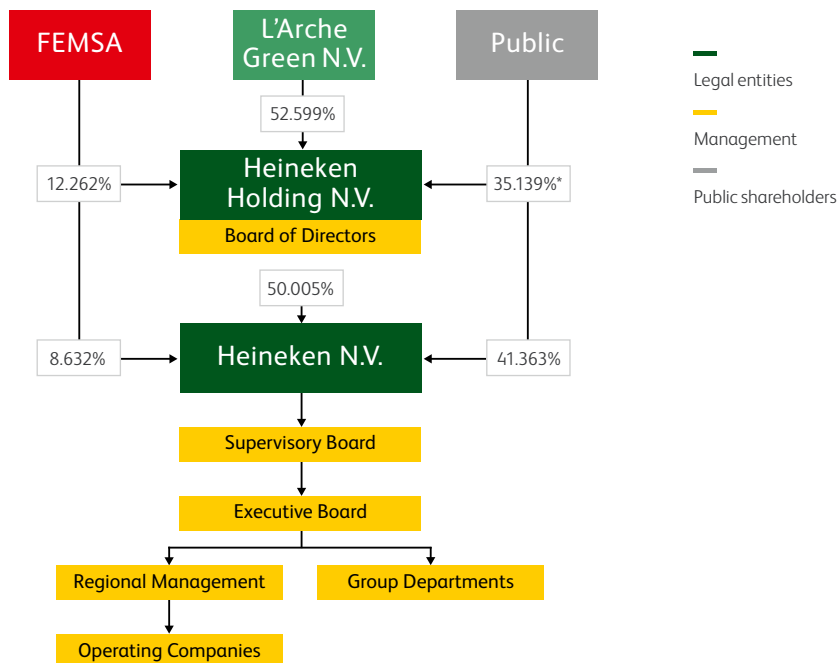 FEMSA
L’Arche
Green N.V.
Public
52.599%
Legal entities
Management
Public shareholders
12.262%
Heineken
Holding N.V.
35.139%*
Board of Directors
50.005%
8.632%
Heineken N.V.
41.363%
Supervisory Board
Executive Board
Regional Management
Group Departments
Operating Companies